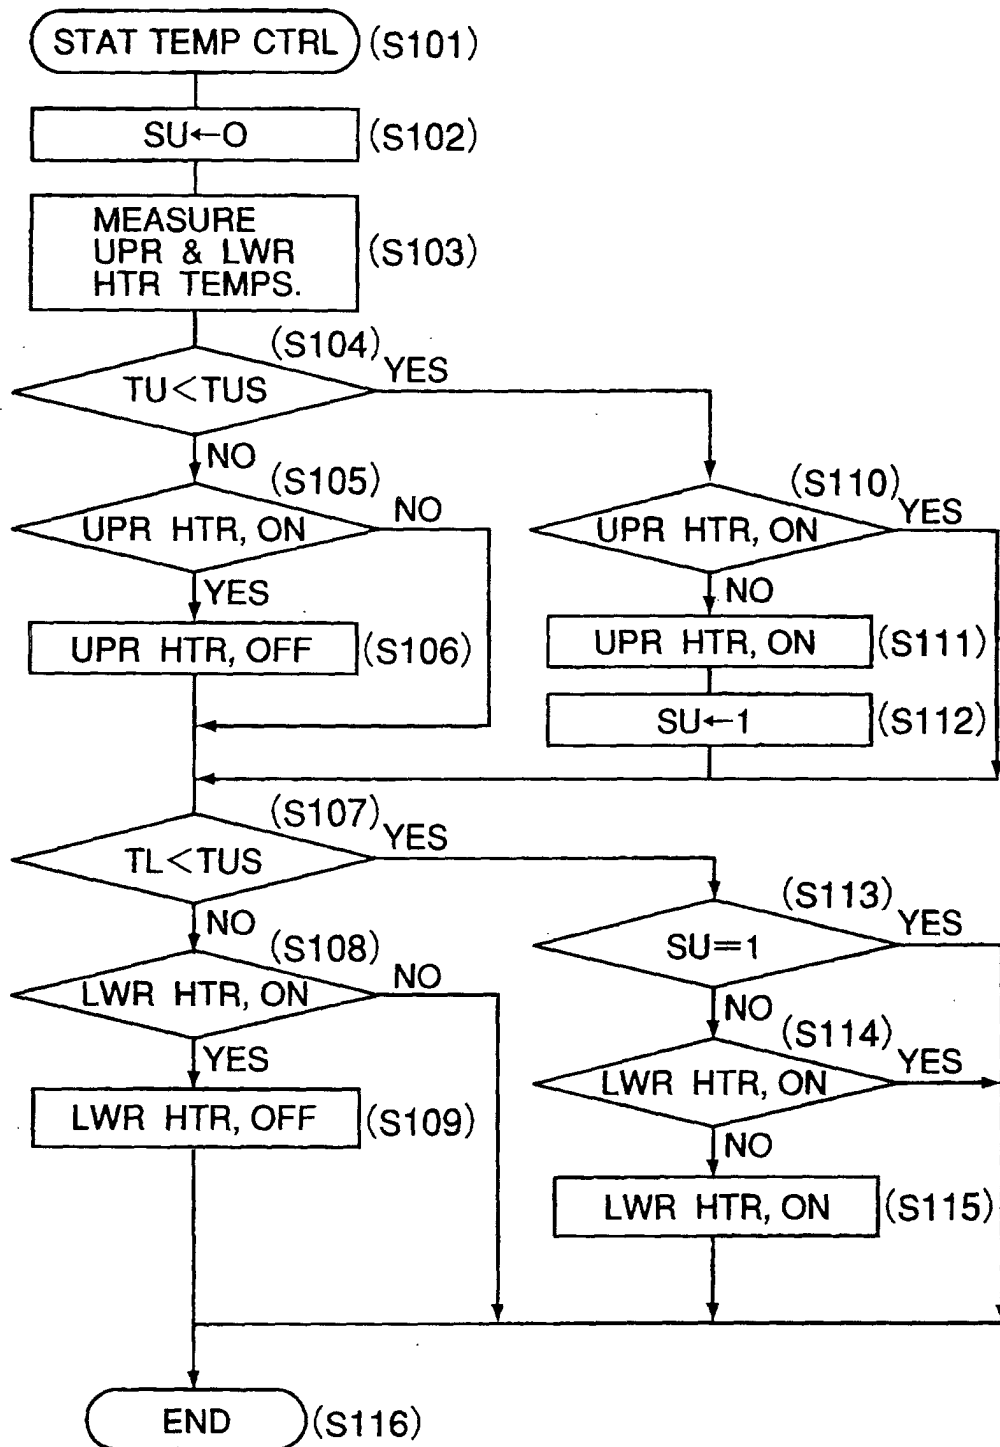 STAT TEMP CTRL (S101)
SU←0 (S102)
MEASURE
UPR & LWR
HTR TEMPS.
(S103)
(S104)
TU<TUS
YES
NO
(S105)
UPR HTR, ON
NO
YES
UPR HTR, OFF (S106)
(S110)
UPR HTR, ON
YES
NO
UPR HTR, ON (S111)
SU←1 (S112)
(S107)
TL<TUS
YES
NO
(S108)
LWR HTR, ON
NO
YES
LWR HTR, OFF (S109)
(S113)
SU=1
YES
NO
(S114)
LWR HTR, ON
YES
NO
LWR HTR, ON (S115)
END (S116)